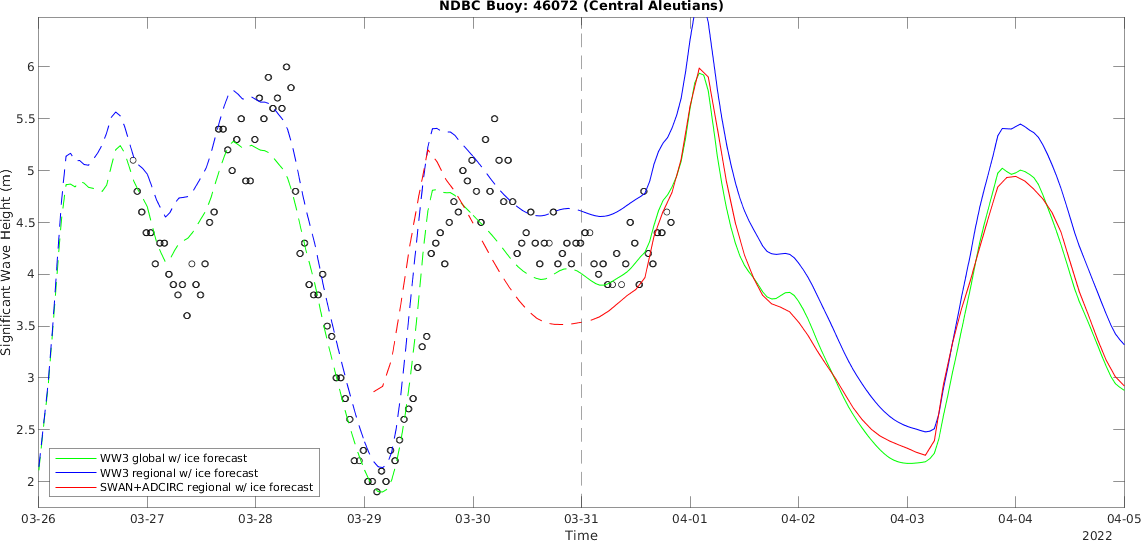 NDBC Buoy: 46072 (Central Aleutians)
Significant Wave Height (m)
6
5.5
5
4.5
4
3.5
3
2.5
2
WW3 global w/ ice forecast
WW3 regional w/ ice forecast
SWAN+ADCIRC regional w/ ice forecast
03-26 03-27 03-28 03-29 03-30 03-31 04-01 04-02 04-03 04-04 04-05
Time
2022